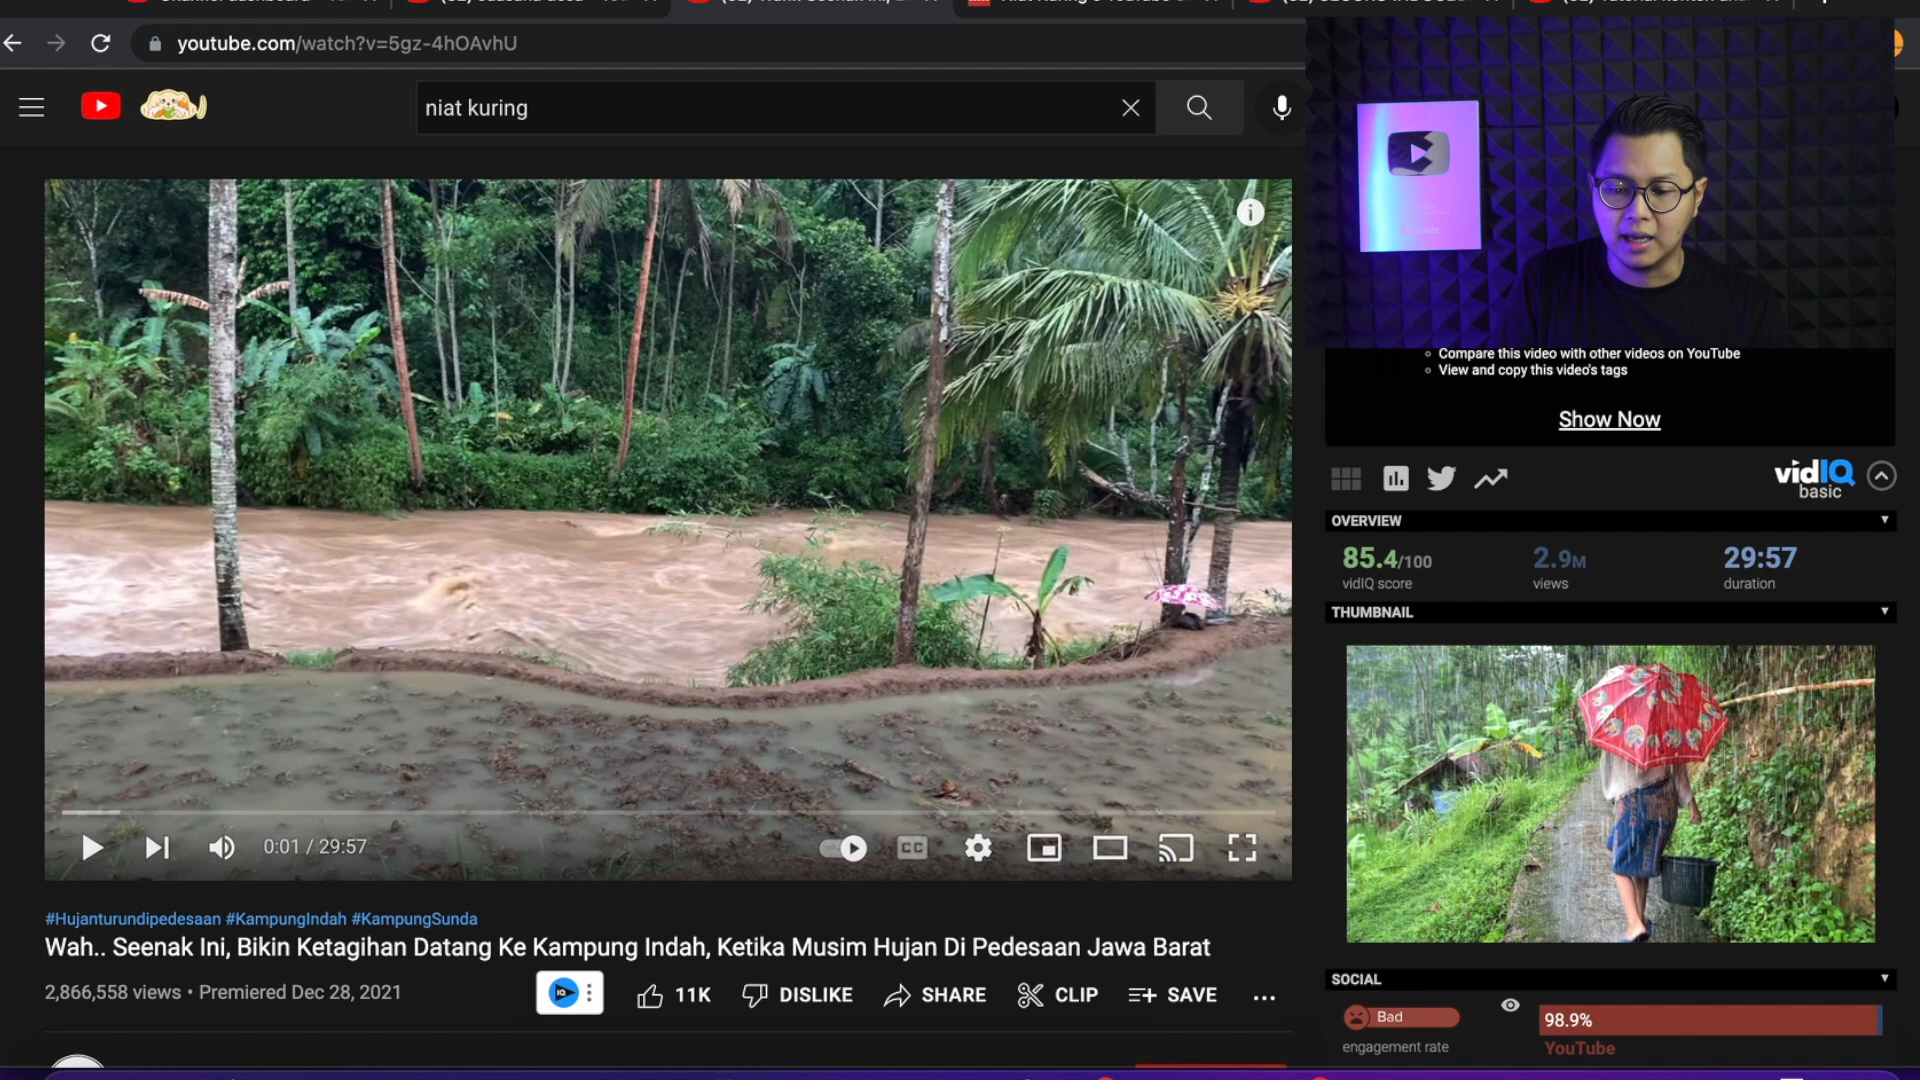 youtube.com/watch?v=5gz-4hOAvhU
niat kuring
Compare this video with other videos on YouTube
View and copy this video's tags
Show Now
vidIQ
basic
OVERVIEW
85.4/100
vidIQ score
2.9M
views
29:57
duration
THUMBNAIL
CC
0:01 / 29:57
#Hujanturundipedesaan #KampungIndah #KampungSunda
Wah.. Seenak Ini, Bikin Ketagihan Datang Ke Kampung Indah, Ketika Musim Hujan Di Pedesaan Jawa Barat
2,866,558 views • Premiered Dec 28, 2021
11K
DISLIKE
SHARE
CLIP
SAVE
SOCIAL
Bad
engagement rate
98.9%
YouTube